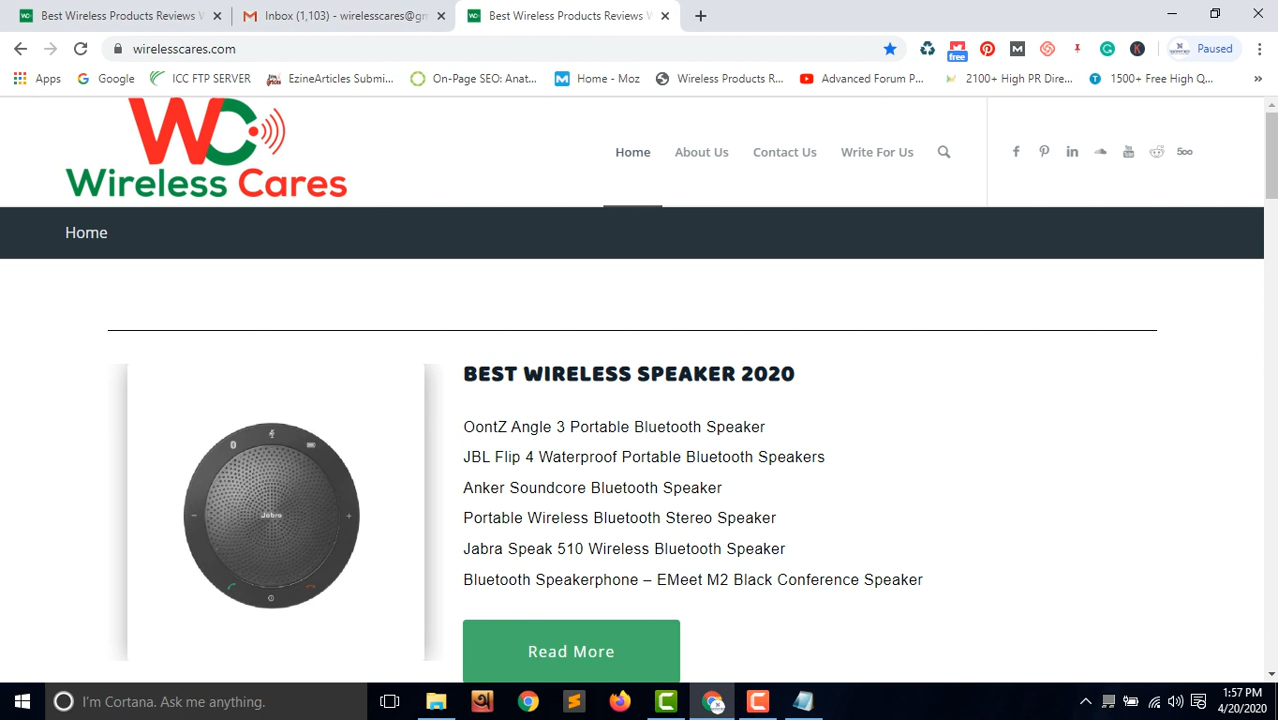 Best Wireless Products Reviews W
Inbox (1,103) - wirelesscares@gm
Best Wireless Products Reviews W
wirelesscares.com
free
K
Paused
Apps
Google
ICC FTP SERVER
EzineArticles Submi...
On-Page SEO: Anat...
Home - Moz
Wireless Products R...
Advanced Forum P...
2100+ High PR Dire...
1500+ Free High Q...
WC
Wireless Cares
Home
About Us
Contact Us
Write For Us
500
Home
BEST WIRELESS SPEAKER 2020
OontZ Angle 3 Portable Bluetooth Speaker
JBL Flip 4 Waterproof Portable Bluetooth Speakers
Anker Soundcore Bluetooth Speaker
Portable Wireless Bluetooth Stereo Speaker
Jabra Speak 510 Wireless Bluetooth Speaker
Bluetooth Speakerphone – EMeet M2 Black Conference Speaker
Jabra
Read More
I'm Cortana. Ask me anything.
1:57 PM
4/20/2020